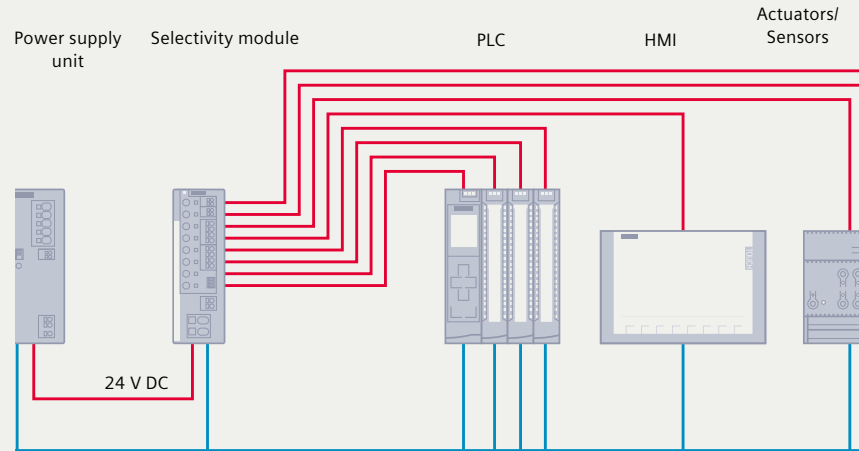 Power supply
unit
Selectivity module
PLC
HMI
Actuators/
Sensors
24 V DC